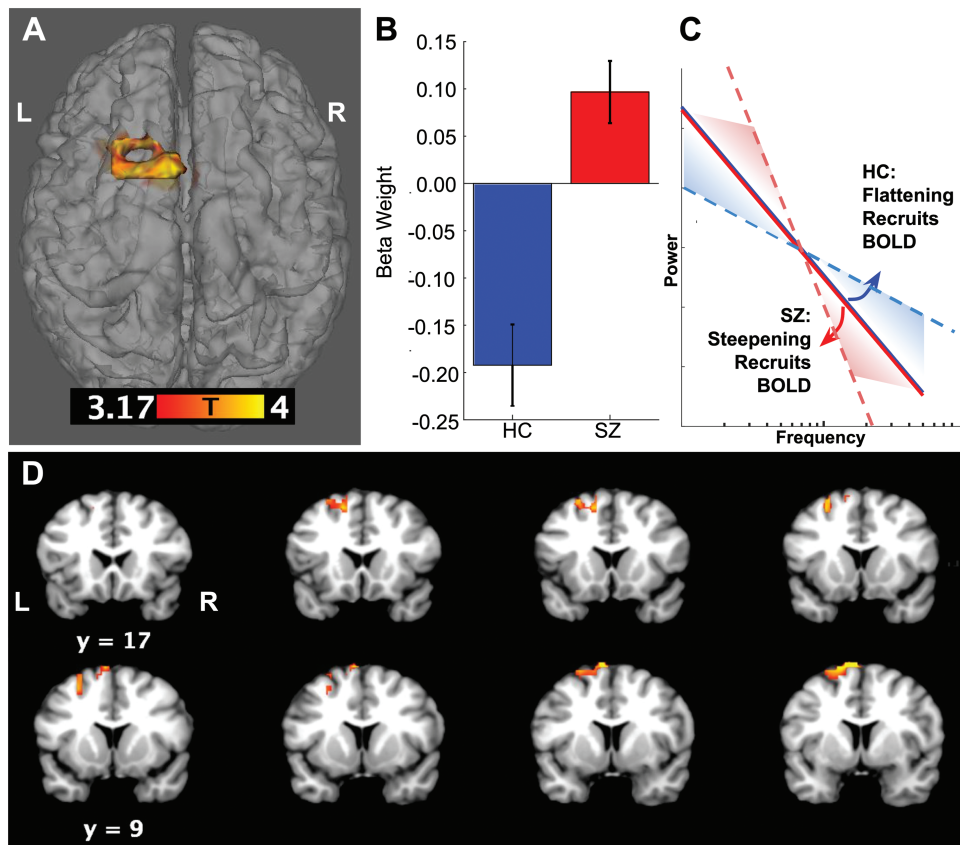 A
L
R
3.17
T
4
B
0.15
0.10
0.05
0.00
-0.05
-0.10
-0.15
-0.20
-0.25
Beta Weight
HC
SZ
C
Power
HC:
Flattening
Recruits
BOLD
SZ:
Steepening
Recruits
BOLD
Frequency
D
L
R
y = 17
y = 9